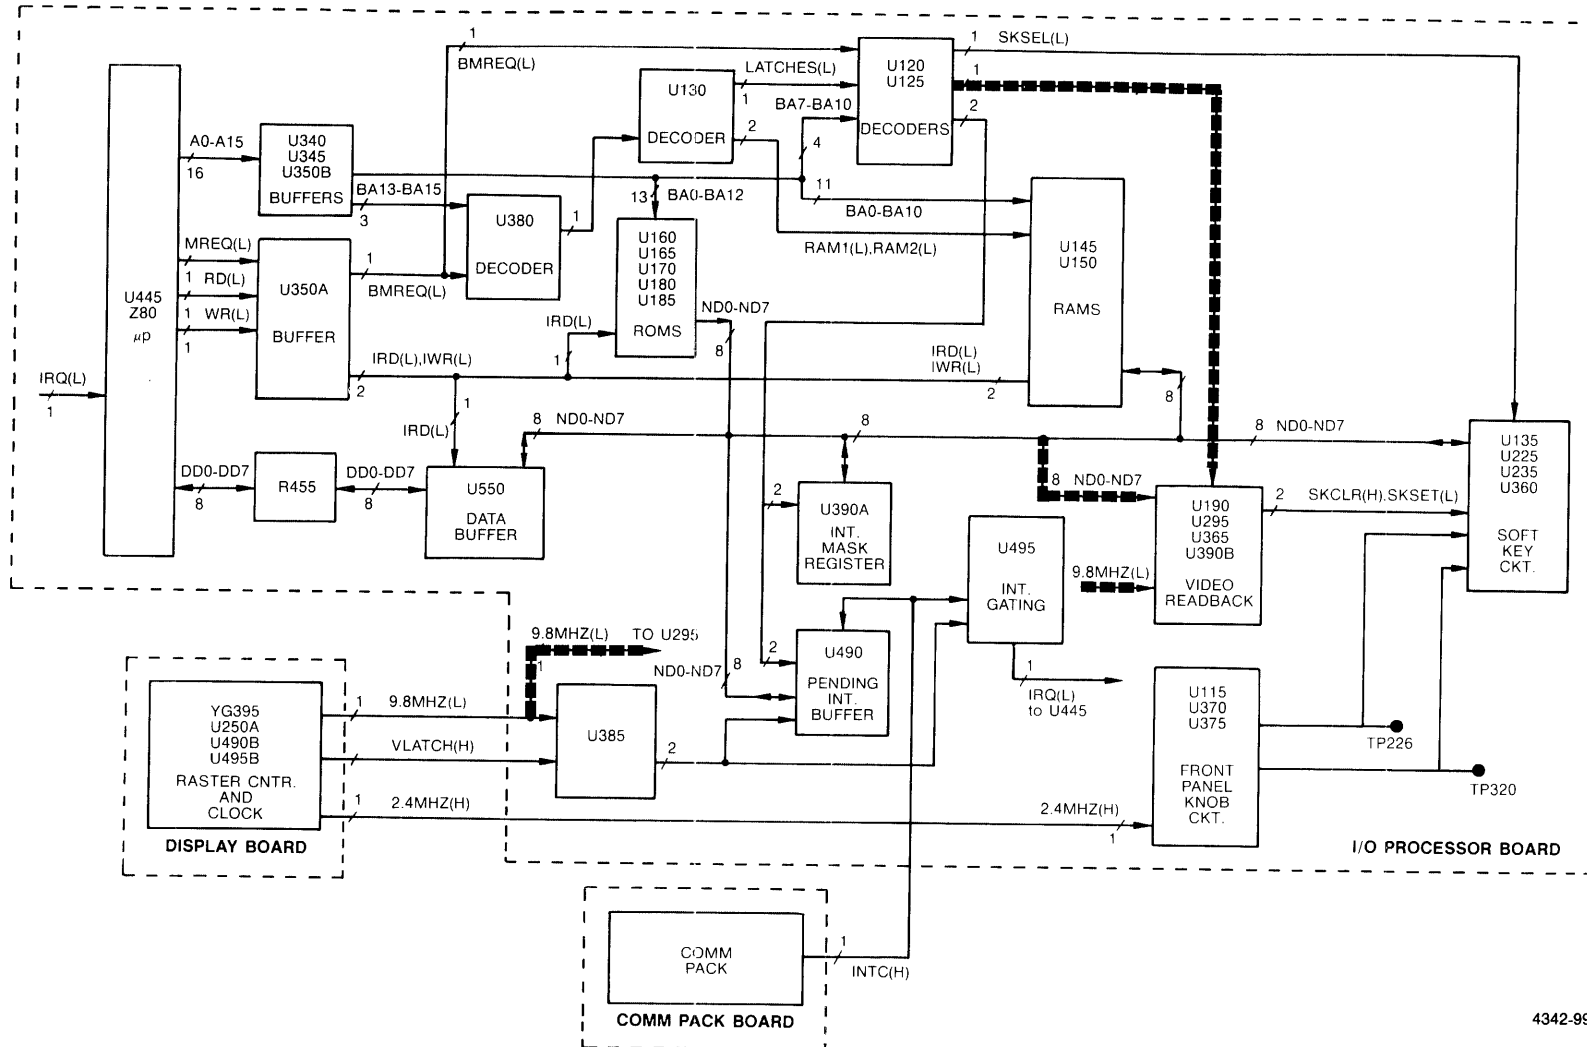 1
BMREQ(L)
1
SKSEL(L)
U120
U125
DECODERS
1
2
LATCHES(L)
1
BA7-BA10
4
U130
DECODER
2
A0-A15
16
U340
U345
U350B
BUFFERS
BA13-BA15
3
U380
DECODER
1
13
BA0-BA12
11
BA0-BA10
RAM1(L),RAM2(L)
U145
U150
RAMS
U160
U165
U170
U180
U185
ROMS
ND0-ND7
8
MREQ(L)
1
RD(L)
1
WR(L)
1
U445
Z80
μp
U350A
BUFFER
1
BMREQ(L)
IRD(L)
1
IRD(L),IWR(L)
2
IRD(L)
IWR(L)
2
8
IRQ(L)
1
1
IRD(L)
8 ND0-ND7
8
8 ND0-ND7
U135
U225
U235
U360
SOFT
KEY
CKT.
DD0-DD7
8
R455
DD0-DD7
8
U550
DATA
BUFFER
2
U390A
INT.
MASK
REGISTER
8 ND0-ND7
U190
U295
U365
U390B
VIDEO
READBACK
2
SKCLR(H).SKSET(L)
U495
INT.
GATING
9.8MHZ(L)
1
IRQ(L)
to U445
9.8MHZ(L) TO U295
1
ND0-ND7
8
2
U490
PENDING
INT.
BUFFER
YG395
U250A
U490B
U495B
RASTER CNTR.
AND
CLOCK
DISPLAY BOARD
1
9.8MHZ(L)
VLATCH(H)
1
2.4MHZ(H)
U385
2
2.4MHZ(H)
1
U115
U370
U375
FRONT
PANEL
KNOB
CKT.
TP226
TP320
I/O PROCESSOR BOARD
COMM
PACK
1
INTC(H)
COMM PACK BOARD
4342-99